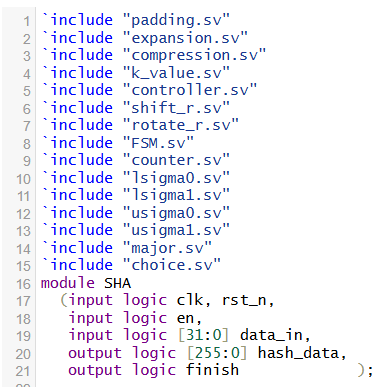 1 `include "padding.sv"
2 `include "expansion.sv"
3 `include "compression.sv"
4 `include "k_value.sv"
5 `include "controller.sv"
6 `include "shift_r.sv"
7 `include "rotate_r.sv"
8 `include "FSM.sv"
9 `include "counter.sv"
10 `include "lsigma0.sv"
11 `include "lsigma1.sv"
12 `include "usigma0.sv"
13 `include "usigma1.sv"
14 `include "major.sv"
15 `include "choice.sv"
16 module SHA
17   (input logic clk, rst_n,
18    input logic en,
19    input logic [31:0] data_in,
20    output logic [255:0] hash_data,
21    output logic finish             );